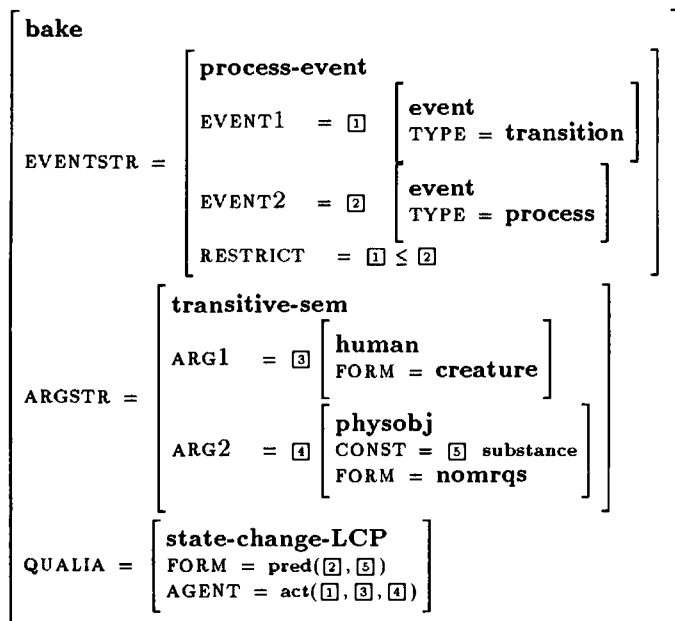 bake
process-event
EVENT1 = 1 event
TYPE = transition
EVENTSTR =
EVENT2 = 2 event
TYPE = process
RESTRICT = 1 ≤ 2
transitive-sem
ARG1 = 3 human
FORM = creature
ARGSTR =
ARG2 = 4 physobj
CONST = 5 substance
FORM = nomrqs
state-change-LCP
QUALIA = FORM = pred(2, 5)
AGENT = act(1, 3, 4)